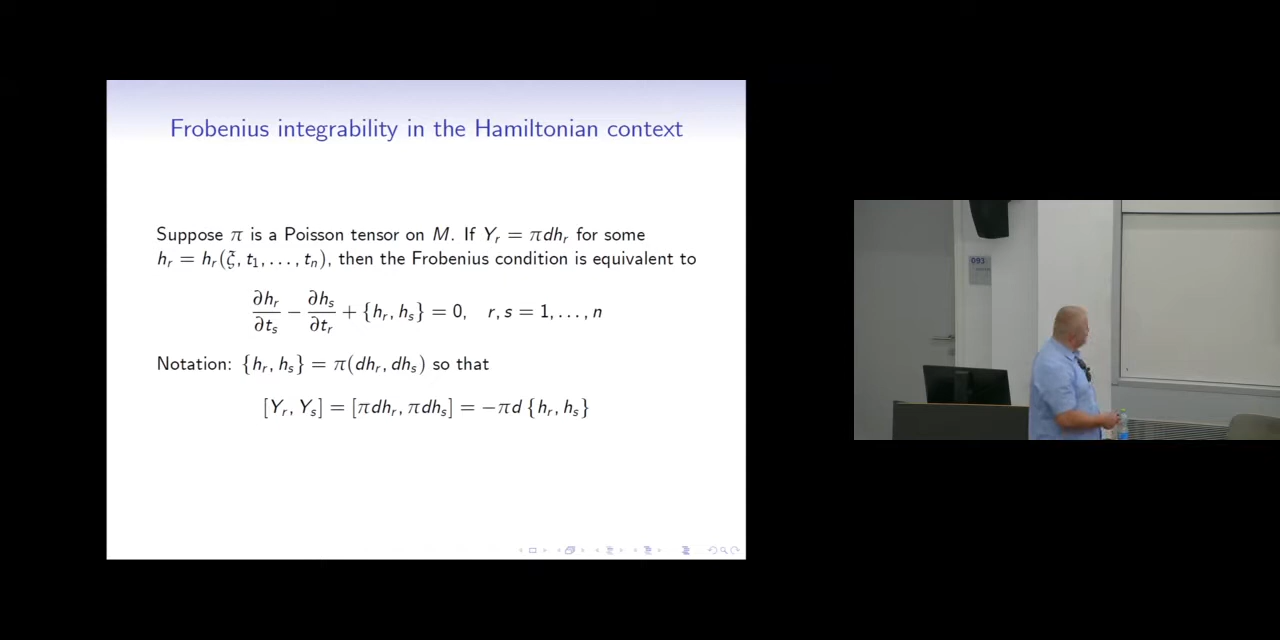 Frobenius integrability in the Hamiltonian context
Suppose π is a Poisson tensor on M. If Y_r = πdh_r for some
h_r = h_r(ξ, t_1, . . . , t_n), then the Frobenius condition is equivalent to
∂h_r/∂t_s − ∂h_s/∂t_r + {h_r, h_s} = 0, r, s = 1, . . . , n
Notation: {h_r, h_s} = π(dh_r, dh_s) so that
[Y_r, Y_s] = [πdh_r, πdh_s] = −πd {h_r, h_s}
093